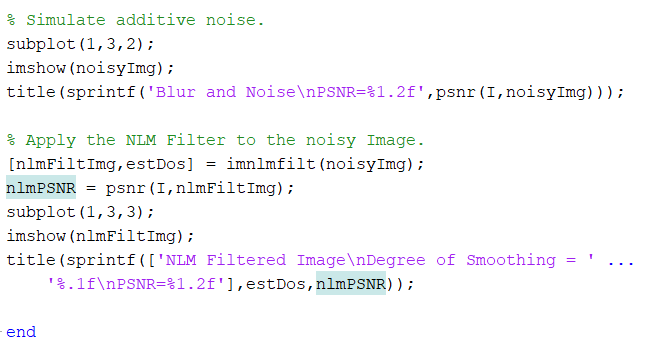 % Simulate additive noise.
subplot(1,3,2);
imshow(noisyImg);
title(sprintf('Blur and Noise\nPSNR=%1.2f',psnr(I,noisyImg)));
% Apply the NLM Filter to the noisy Image.
[nlmFiltImg,estDos] = imnlmfilt(noisyImg);
nlmPSNR = psnr(I,nlmFiltImg);
subplot(1,3,3);
imshow(nlmFiltImg);
title(sprintf(['NLM Filtered Image\nDegree of Smoothing = ' ...
'%.1f\nPSNR=%1.2f'],estDos,nlmPSNR));
end